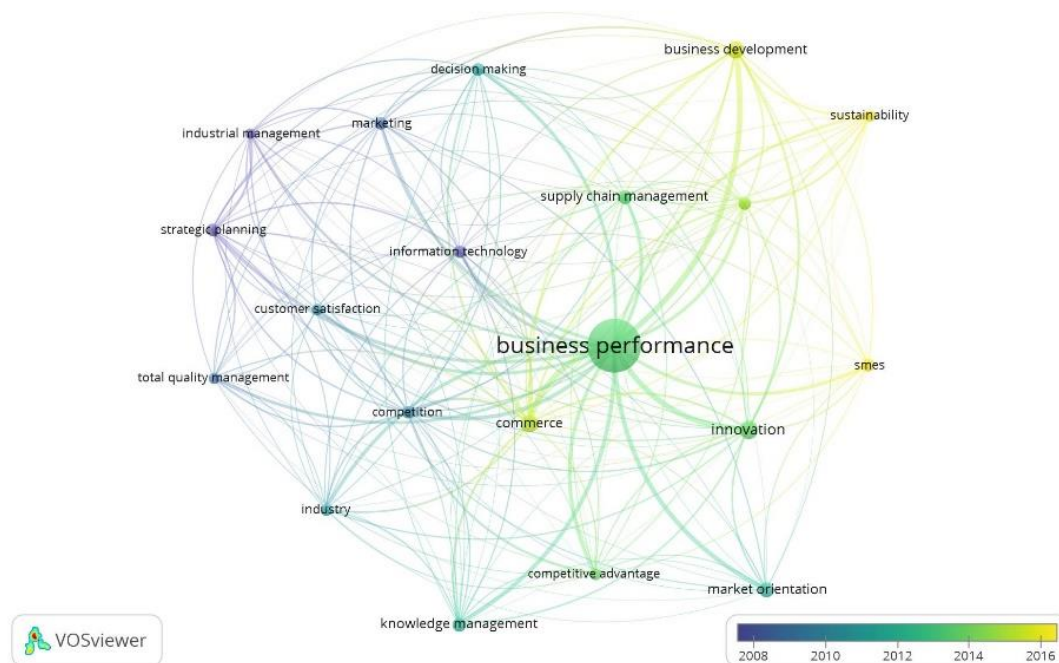 business development
decision making
sustainability
marketing
industrial management
supply chain management
strategic planning
information technology
customer satisfaction
business performance
smes
total quality management
competition
commerce
innovation
industry
competitive advantage
market orientation
knowledge management
VOSviewer
2008 2010 2012 2014 2016